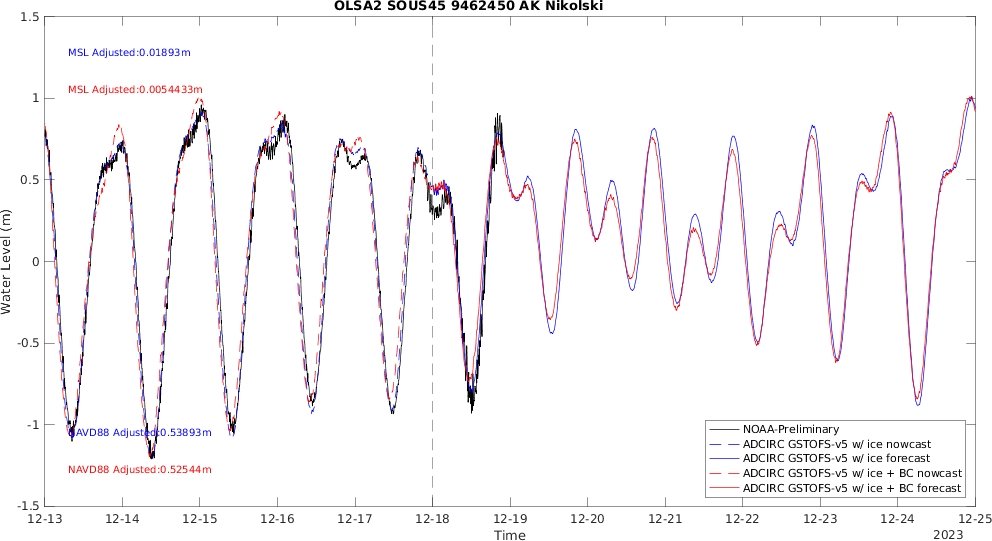 OLSA2 SOUS45 9462450 AK Nikolski
1.5
1
0.5
0
-0.5
-1
-1.5
Water Level (m)
MSL Adjusted:0.01893m
MSL Adjusted:0.0054433m
NAVD88 Adjusted:0.53893m
NAVD88 Adjusted:0.52544m
NOAA-Preliminary
ADCIRC GSTOFS-v5 w/ ice nowcast
ADCIRC GSTOFS-v5 w/ ice forecast
ADCIRC GSTOFS-v5 w/ ice + BC nowcast
ADCIRC GSTOFS-v5 w/ ice + BC forecast
12-13 12-14 12-15 12-16 12-17 12-18 12-19 12-20 12-21 12-22 12-23 12-24 12-25
Time
2023